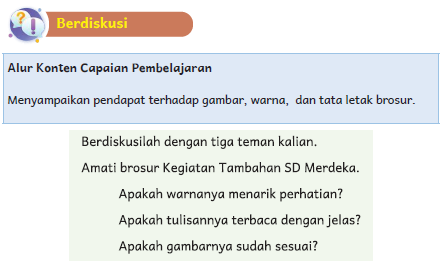 Berdiskusi
Alur Konten Capaian Pembelajaran
Menyampaikan pendapat terhadap gambar, warna, dan tata letak brosur.
Berdiskusilah dengan tiga teman kalian.
Amati brosur Kegiatan Tambahan SD Merdeka.
Apakah warnanya menarik perhatian?
Apakah tulisannya terbaca dengan jelas?
Apakah gambarnya sudah sesuai?